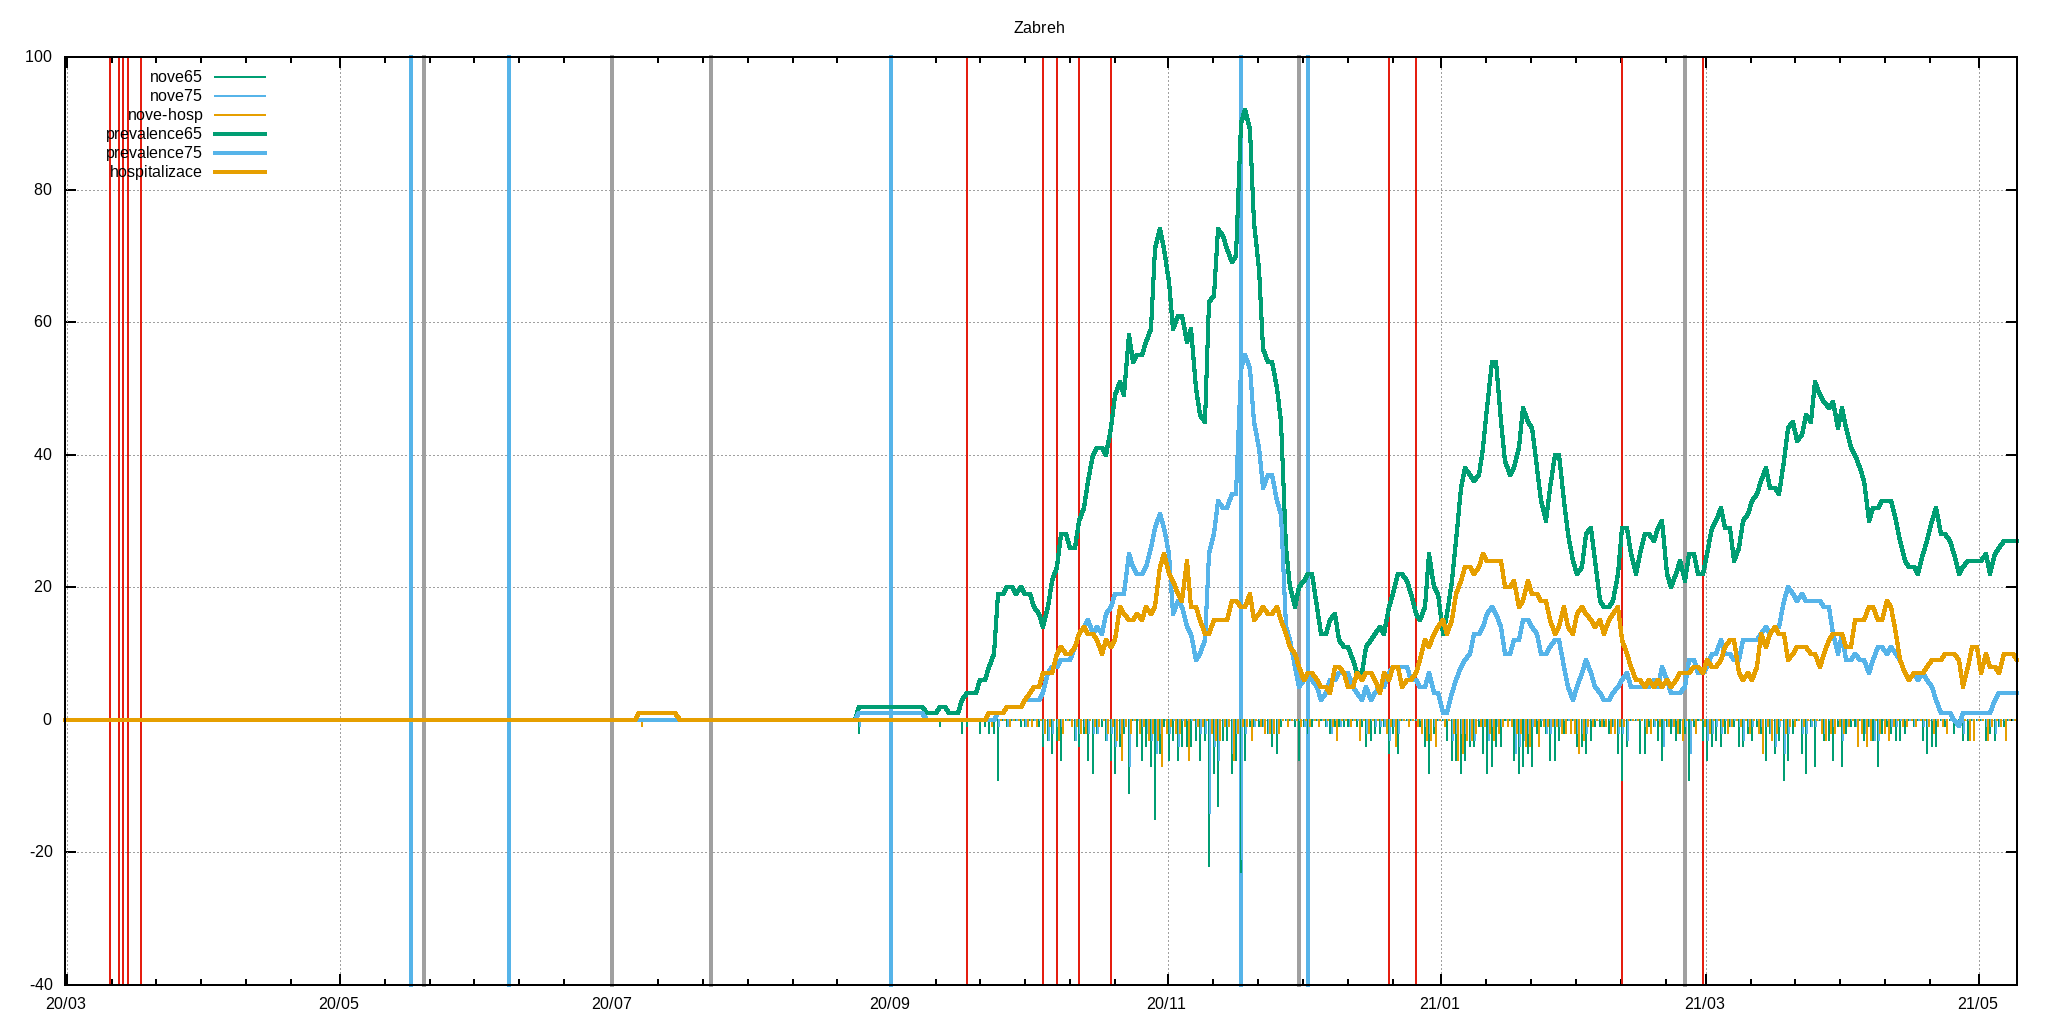 Zabreh
100
80
60
40
20
0
-20
-40
nove65
nove75
nove-hosp
prevalence65
prevalence75
hospitalizace
20/03 20/05 20/07 20/09 20/11 21/01 21/03 21/05